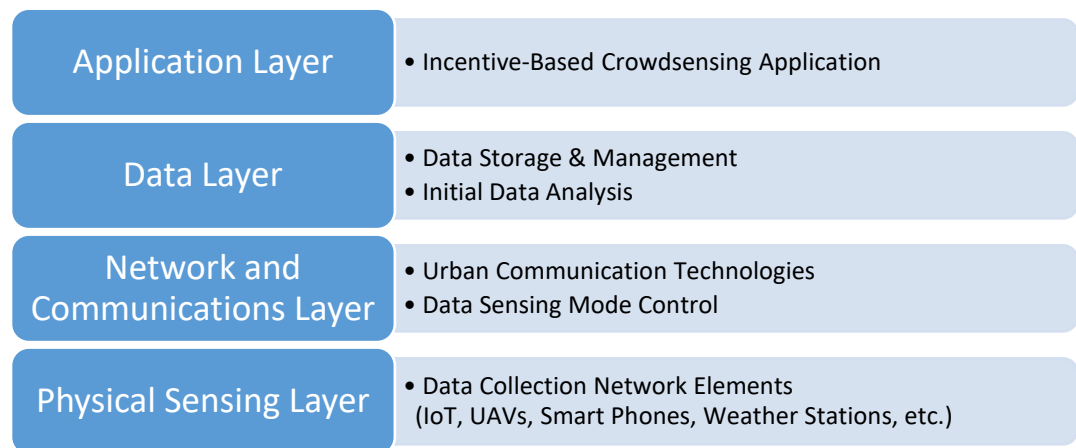 Application Layer
• Incentive-Based Crowdsensing Application
Data Layer
• Data Storage & Management
• Initial Data Analysis
Network and
Communications Layer
• Urban Communication Technologies
• Data Sensing Mode Control
Physical Sensing Layer
• Data Collection Network Elements
(IoT, UAVs, Smart Phones, Weather Stations, etc.)